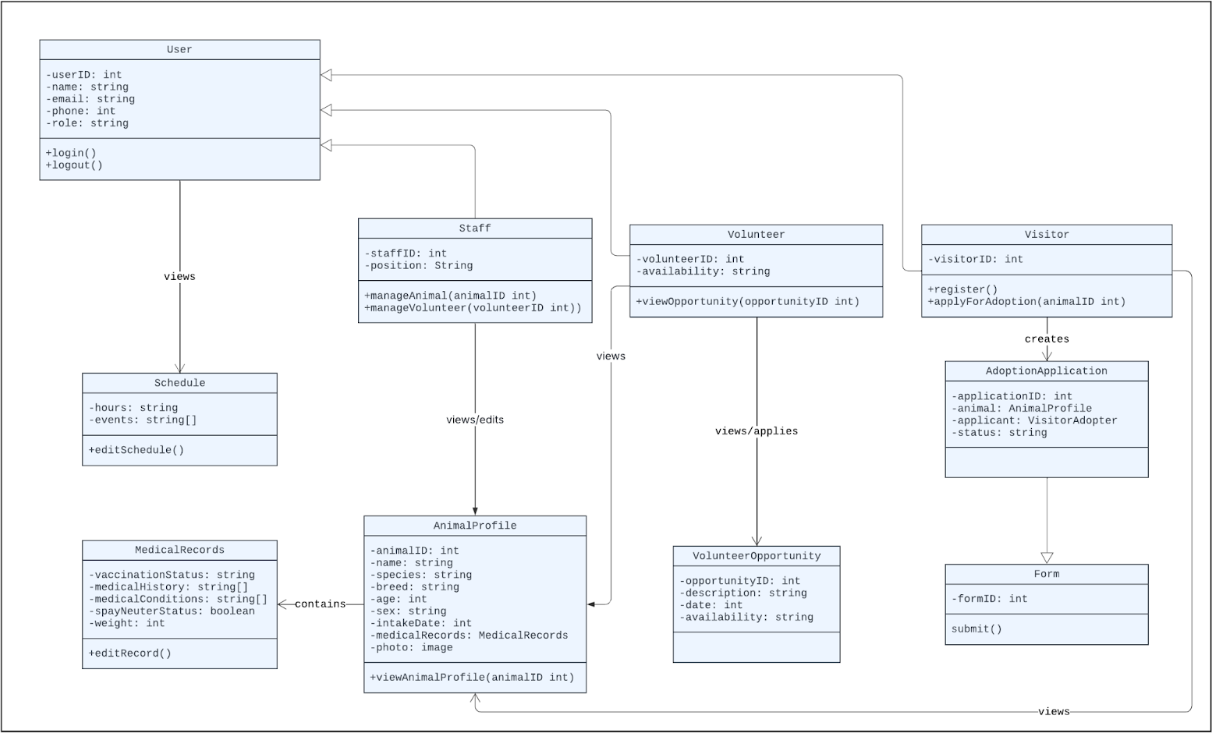 User
-userID: int
-name: string
-email: string
-phone: int
-role: string
+login()
+logout()
views
Staff
-staffID: int
-position: String
+manageAnimal(animalID int)
+manageVolunteer(volunteerID int))
views/edits
Volunteer
-volunteerID: int
-availability: string
+viewOpportunity(opportunityID int)
views
views/applies
Visitor
-visitorID: int
+register()
+applyForAdoption(animalID int)
creates
Schedule
-hours: string
-events: string[]
+editSchedule()
AdoptionApplication
-applicationID: int
-animal: AnimalProfile
-applicant: VisitorAdopter
-status: string
MedicalRecords
-vaccinationStatus: string
-medicalHistory: string[]
-medicalConditions: string[]
-spayNeuterStatus: boolean
-weight: int
+editRecord()
contains
AnimalProfile
-animalID: int
-name: string
-species: string
-breed: string
-age: int
-sex: string
-intakeDate: int
-medicalRecords: MedicalRecords
-photo: image
+viewAnimalProfile(animalID int)
VolunteerOpportunity
-opportunityID: int
-description: string
-date: int
-availability: string
Form
-formID: int
submit()
views